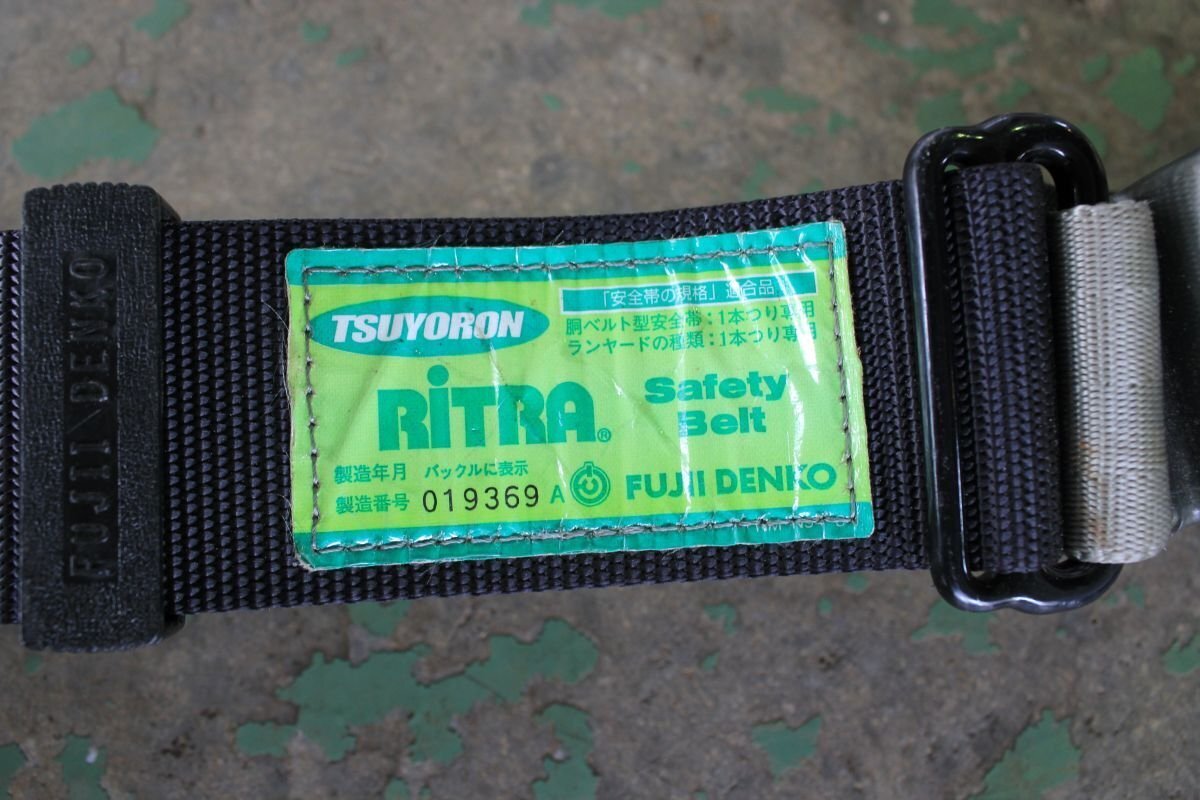 FUJII DENKO
「安全帯の規格」適合品
TSUYORON
胴ベルト型安全帯:1本つり専用
ランヤードの種類:1本つり専用
RiTRA®
Safety
Belt
製造年月 バックルに表示
製造番号 019369 A
FUJII DENKO